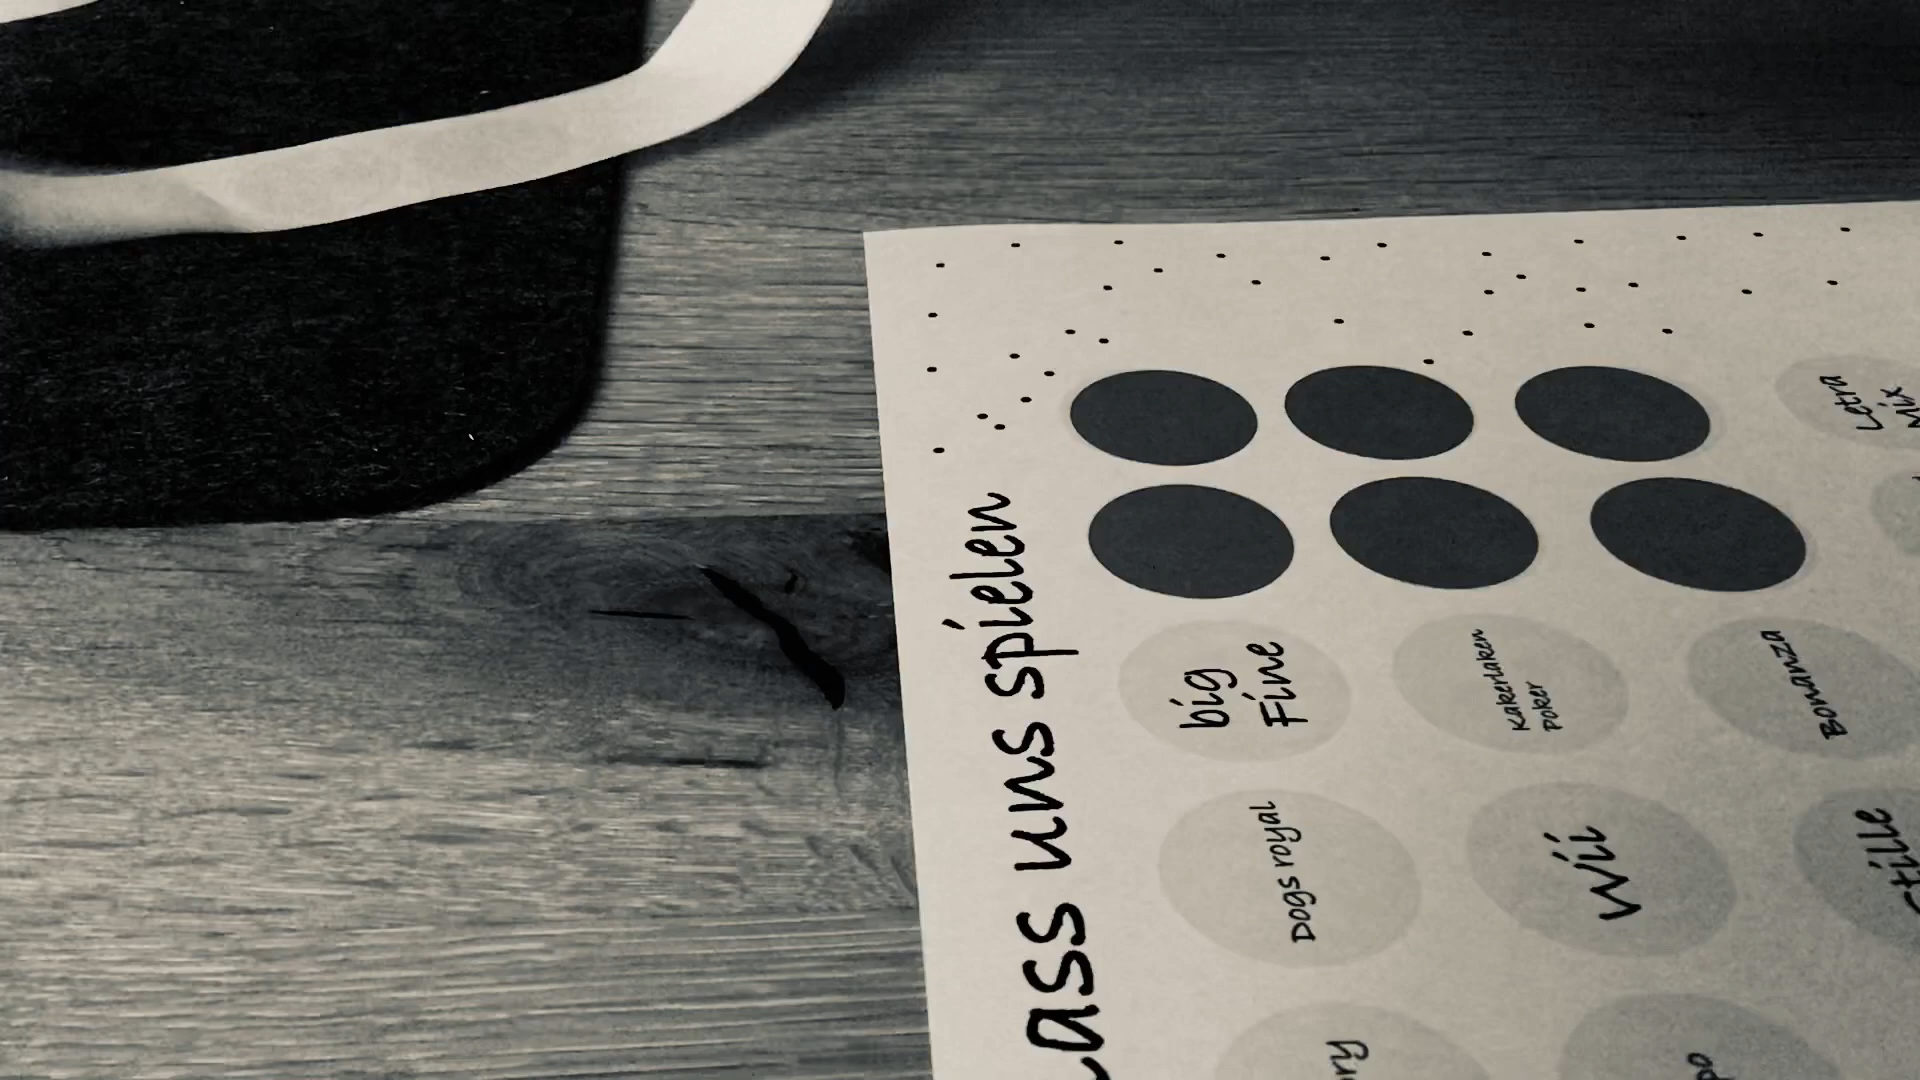 Lass uns spielen
big
Fine
Dogs royal
Kakerlaken
Poker
Wii
Letra
Mix
Bonanza
Stille